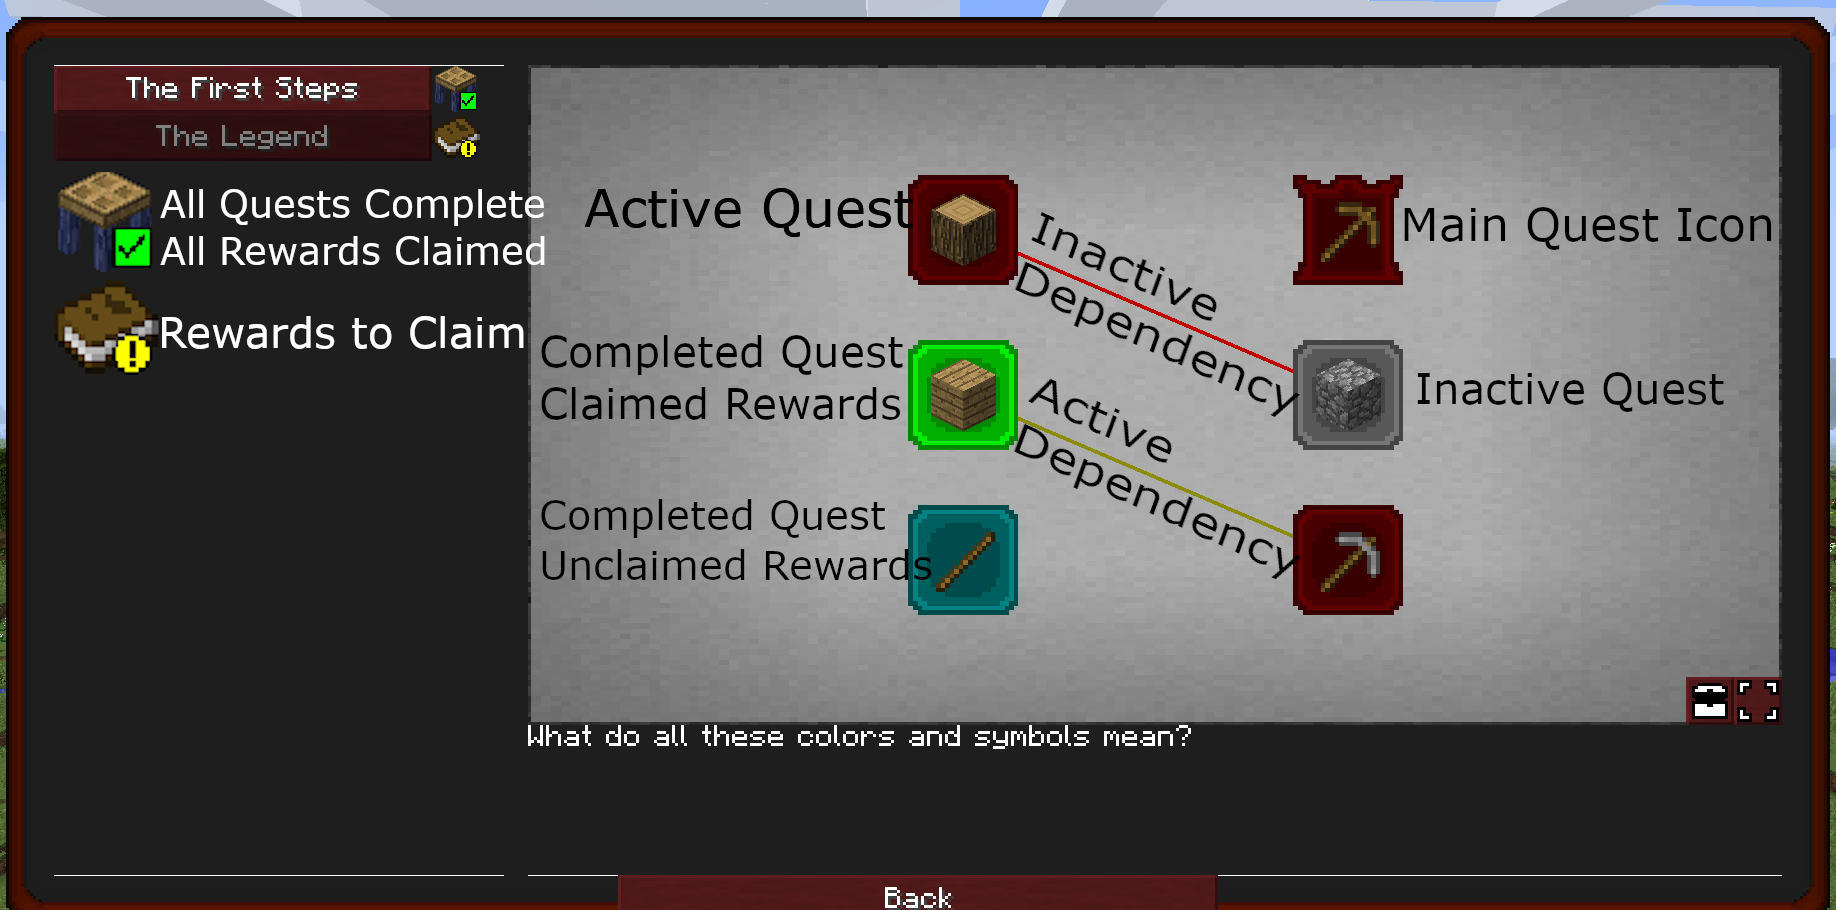 The First Steps
The Legend
All Quests Complete
All Rewards Claimed
Rewards to Claim
Active Quest
Inactive
Dependency
Main Quest Icon
Completed Quest
Claimed Rewards
Active
Dependency
Inactive Quest
Completed Quest
Unclaimed Rewards
What do all these colors and symbols mean?
Back